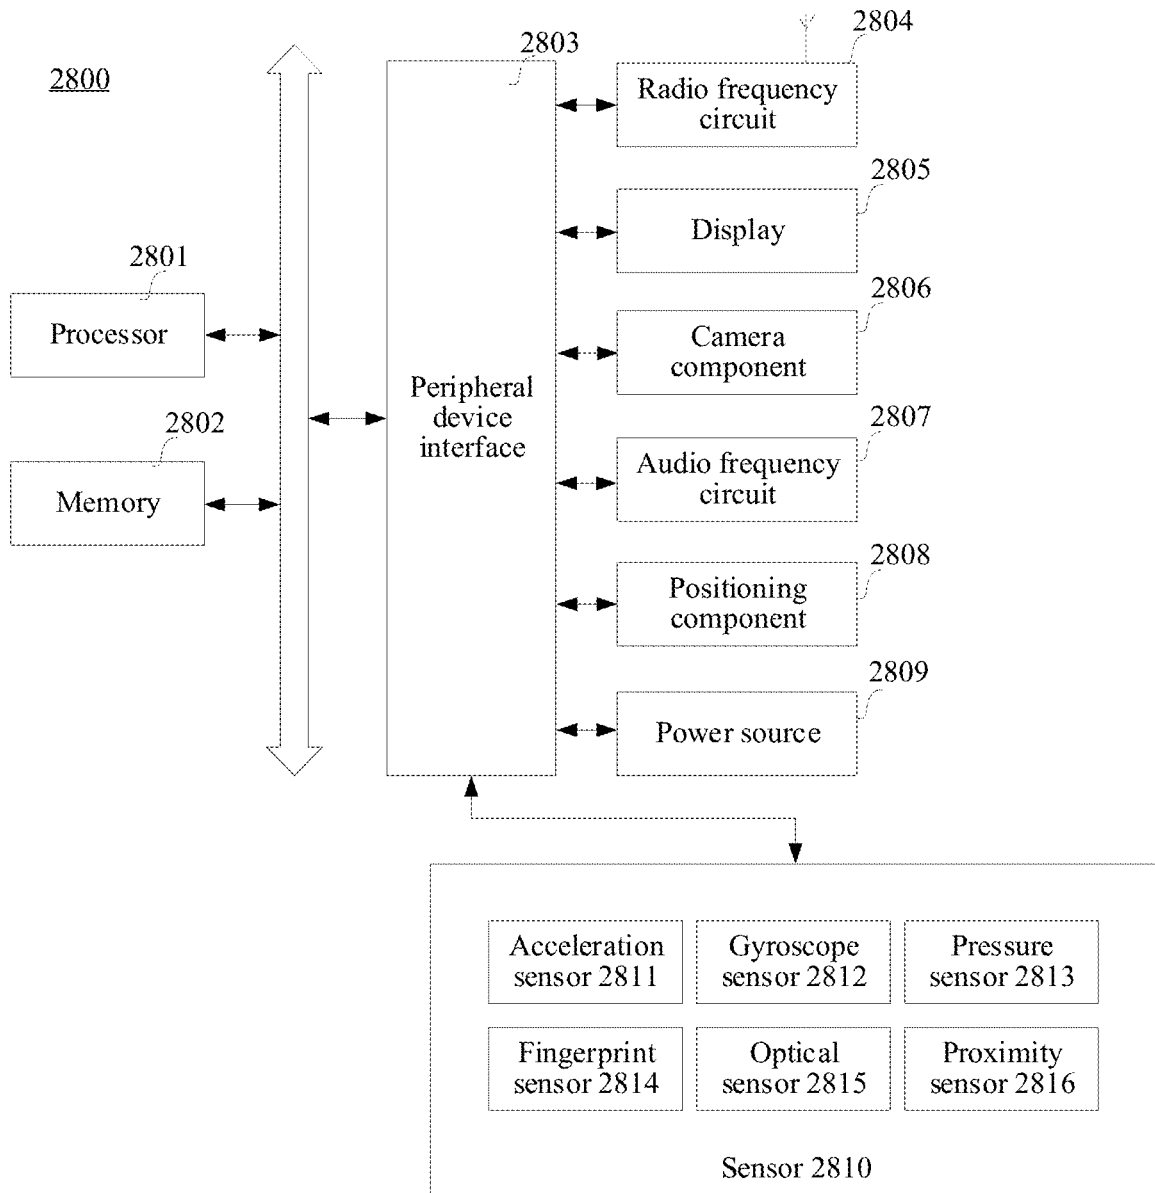 2800
2803
2804
Radio frequency
circuit
2805
Display
2801
Processor
2806
Camera
component
Peripheral
device
interface
2802
Memory
2807
Audio frequency
circuit
2808
Positioning
component
2809
Power source
Acceleration
sensor 2811
Gyroscope
sensor 2812
Pressure
sensor 2813
Fingerprint
sensor 2814
Optical
sensor 2815
Proximity
sensor 2816
Sensor 2810